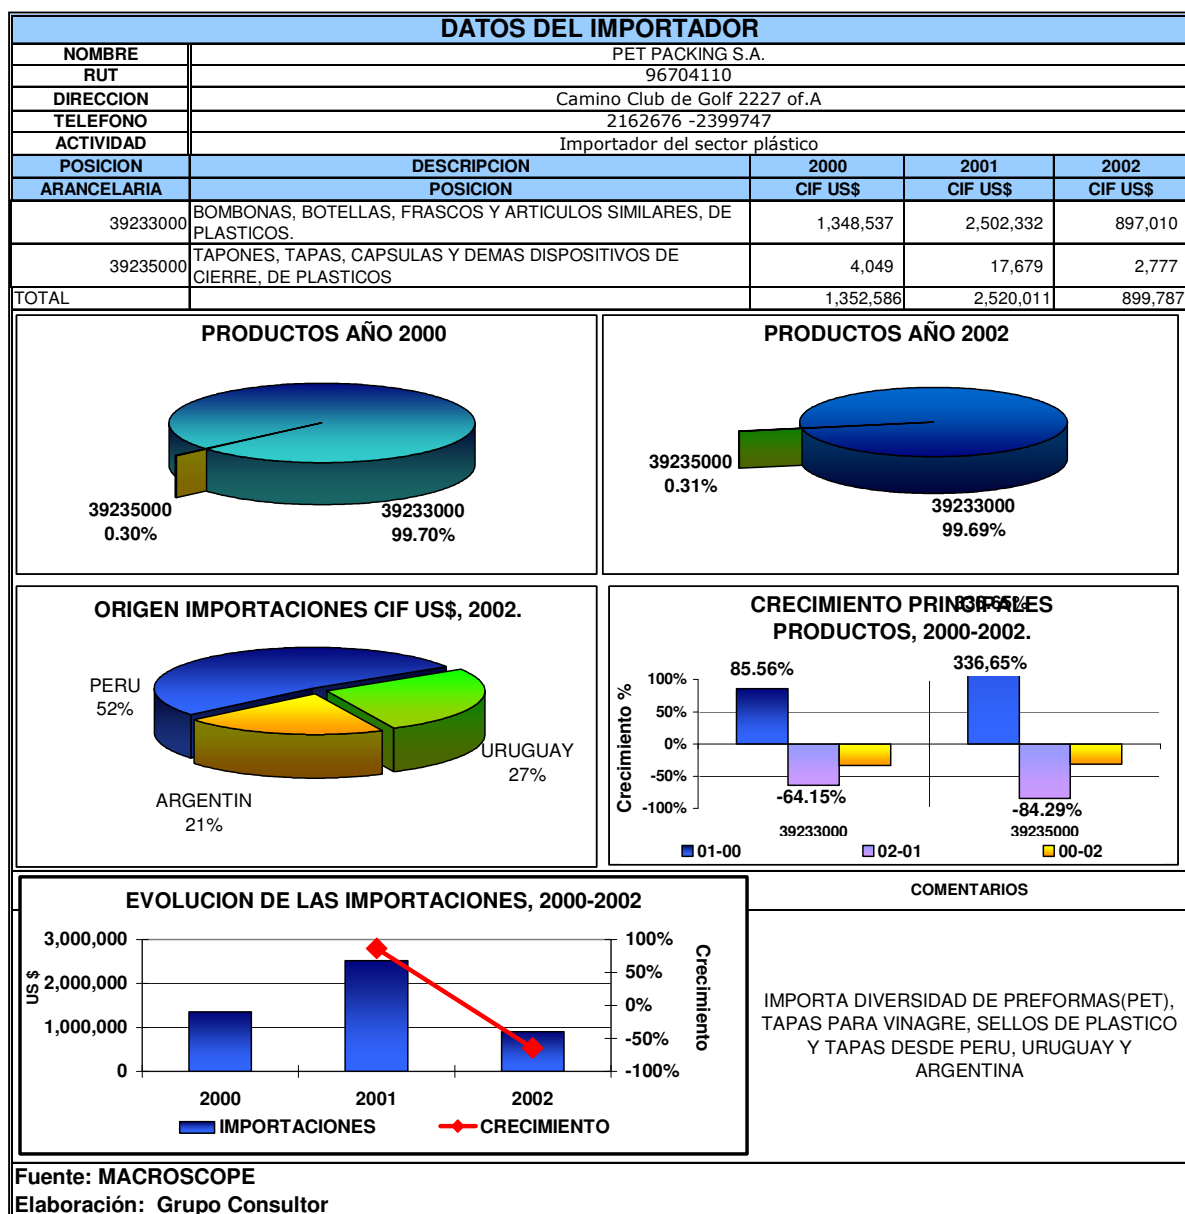 DATOS DEL IMPORTADOR
NOMBRE PET PACKING S.A.
RUT 96704110
DIRECCION Camino Club de Golf 2227 of.A
TELEFONO 2162676 -2399747
ACTIVIDAD Importador del sector plástico
POSICION DESCRIPCION 2000 2001 2002
ARANCELARIA POSICION CIF US$ CIF US$ CIF US$
39233000 BOMBONAS, BOTELLAS, FRASCOS Y ARTICULOS SIMILARES, DE
PLASTICOS. 1,348,537 2,502,332 897,010
39235000 TAPONES, TAPAS, CAPSULAS Y DEMAS DISPOSITIVOS DE
CIERRE, DE PLASTICOS 4,049 17,679 2,777
TOTAL 1,352,586 2,520,011 899,787
PRODUCTOS AÑO 2000
39235000
0.30%
39233000
99.70%
PRODUCTOS AÑO 2002
39235000
0.31%
39233000
99.69%
ORIGEN IMPORTACIONES CIF US$, 2002.
PERU
52%
URUGUAY
27%
ARGENTIN
21%
CRECIMIENTO PRINCIPALES
336.65%
PRODUCTOS, 2000-2002.
85.56%
336,65%
Crecimiento %
100%
50%
0%
-50%
-100%
-64.15%
-84.29%
39233000
39235000
01-00
02-01
00-02
EVOLUCION DE LAS IMPORTACIONES, 2000-2002
US $
3,000,000
2,000,000
1,000,000
0
100%
50%
0%
-50%
-100%
Crecimiento
2000
2001
2002
IMPORTACIONES
CRECIMIENTO
COMENTARIOS
IMPORTA DIVERSIDAD DE PREFORMAS(PET),
TAPAS PARA VINAGRE, SELLOS DE PLASTICO
Y TAPAS DESDE PERU, URUGUAY Y
ARGENTINA
Fuente: MACROSCOPE
Elaboración: Grupo Consultor